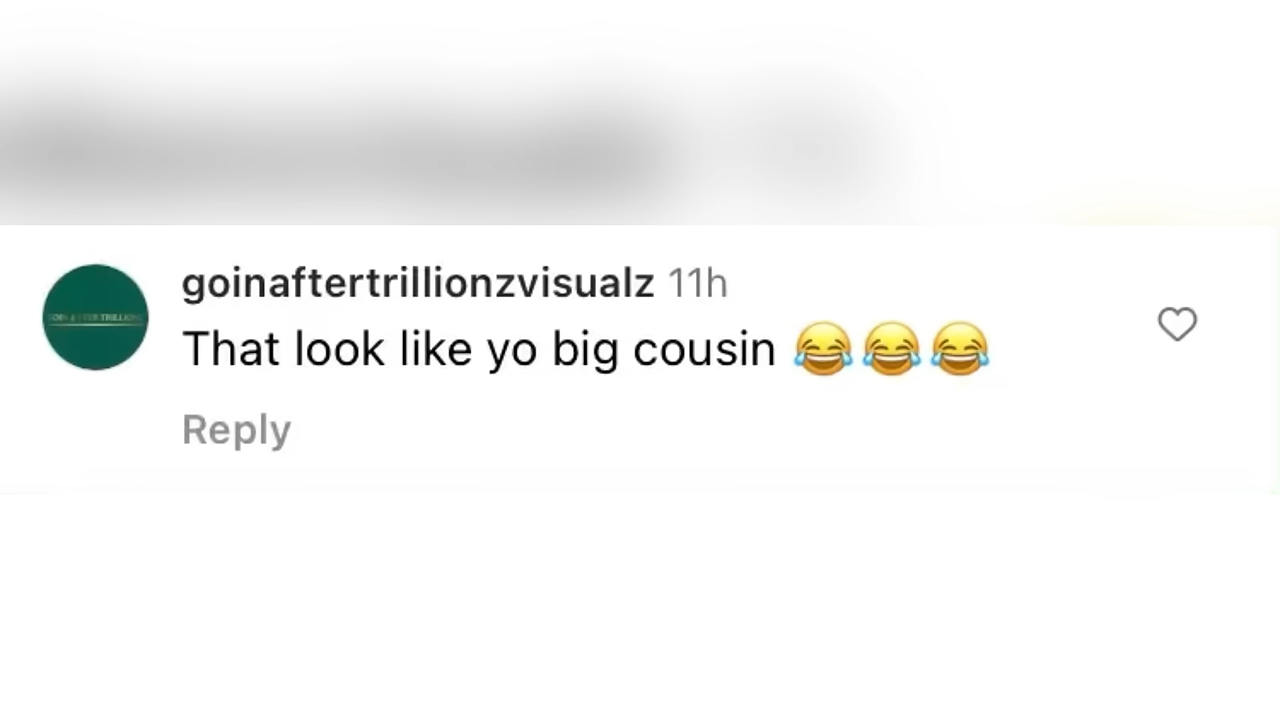 goinaftertrillionzvisualz 11h
That look like yo big cousin 😂😂😂
Reply